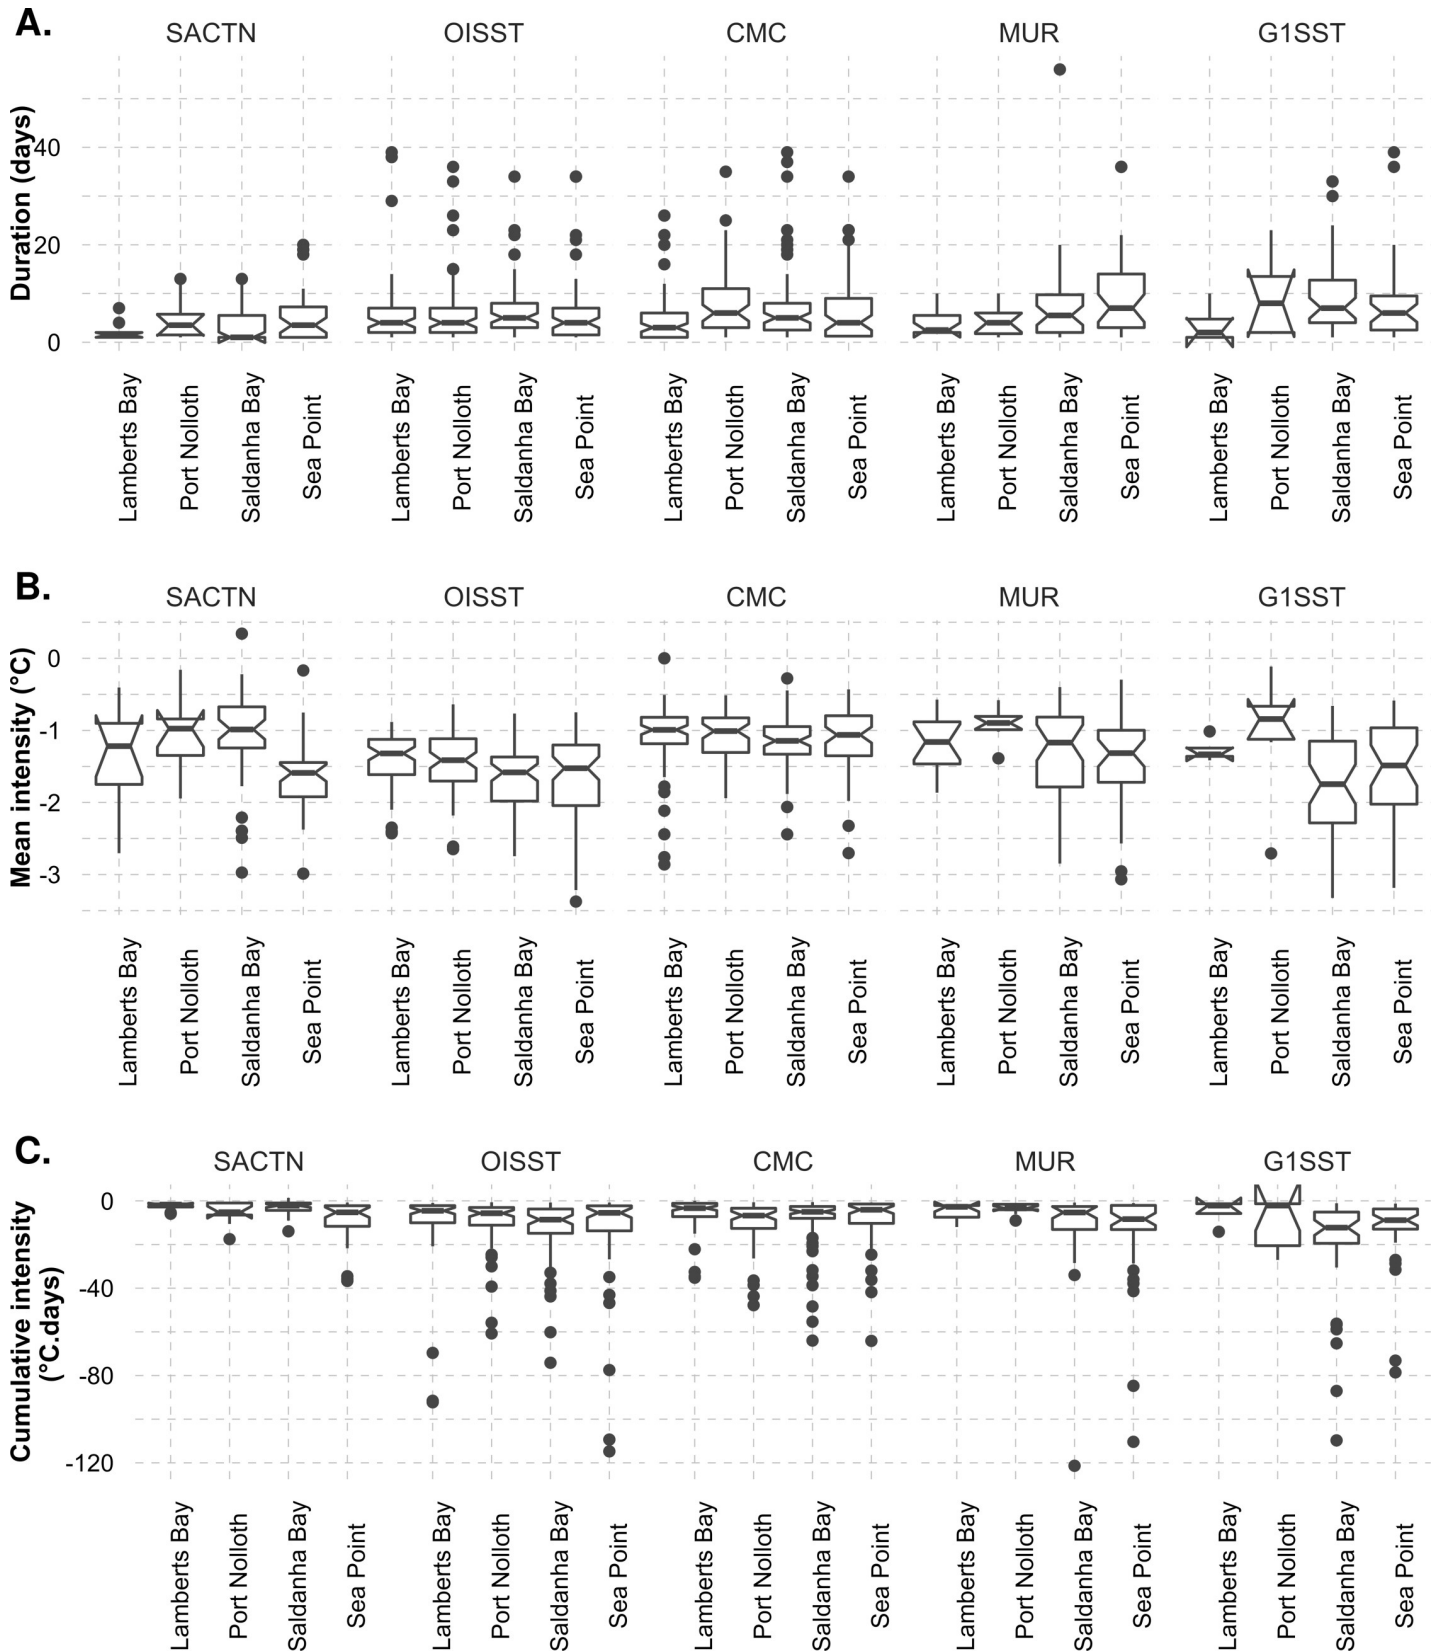 A.
SACTN OISST CMC MUR G1SST
Duration (days)
40
20
0
Lamberts Bay Port Nolloth Saldanha Bay Sea Point Lamberts Bay Port Nolloth Saldanha Bay Sea Point Lamberts Bay Port Nolloth Saldanha Bay Sea Point Lamberts Bay Port Nolloth Saldanha Bay Sea Point Lamberts Bay Port Nolloth Saldanha Bay Sea Point
B.
SACTN OISST CMC MUR G1SST
Mean intensity (°C)
0
-1
-2
-3
Lamberts Bay Port Nolloth Saldanha Bay Sea Point Lamberts Bay Port Nolloth Saldanha Bay Sea Point Lamberts Bay Port Nolloth Saldanha Bay Sea Point Lamberts Bay Port Nolloth Saldanha Bay Sea Point Lamberts Bay Port Nolloth Saldanha Bay Sea Point
C.
SACTN OISST CMC MUR G1SST
Cumulative intensity
(°C.days)
0
-40
-80
-120
Lamberts Bay Port Nolloth Saldanha Bay Sea Point Lamberts Bay Port Nolloth Saldanha Bay Sea Point Lamberts Bay Port Nolloth Saldanha Bay Sea Point Lamberts Bay Port Nolloth Saldanha Bay Sea Point Lamberts Bay Port Nolloth Saldanha Bay Sea Point